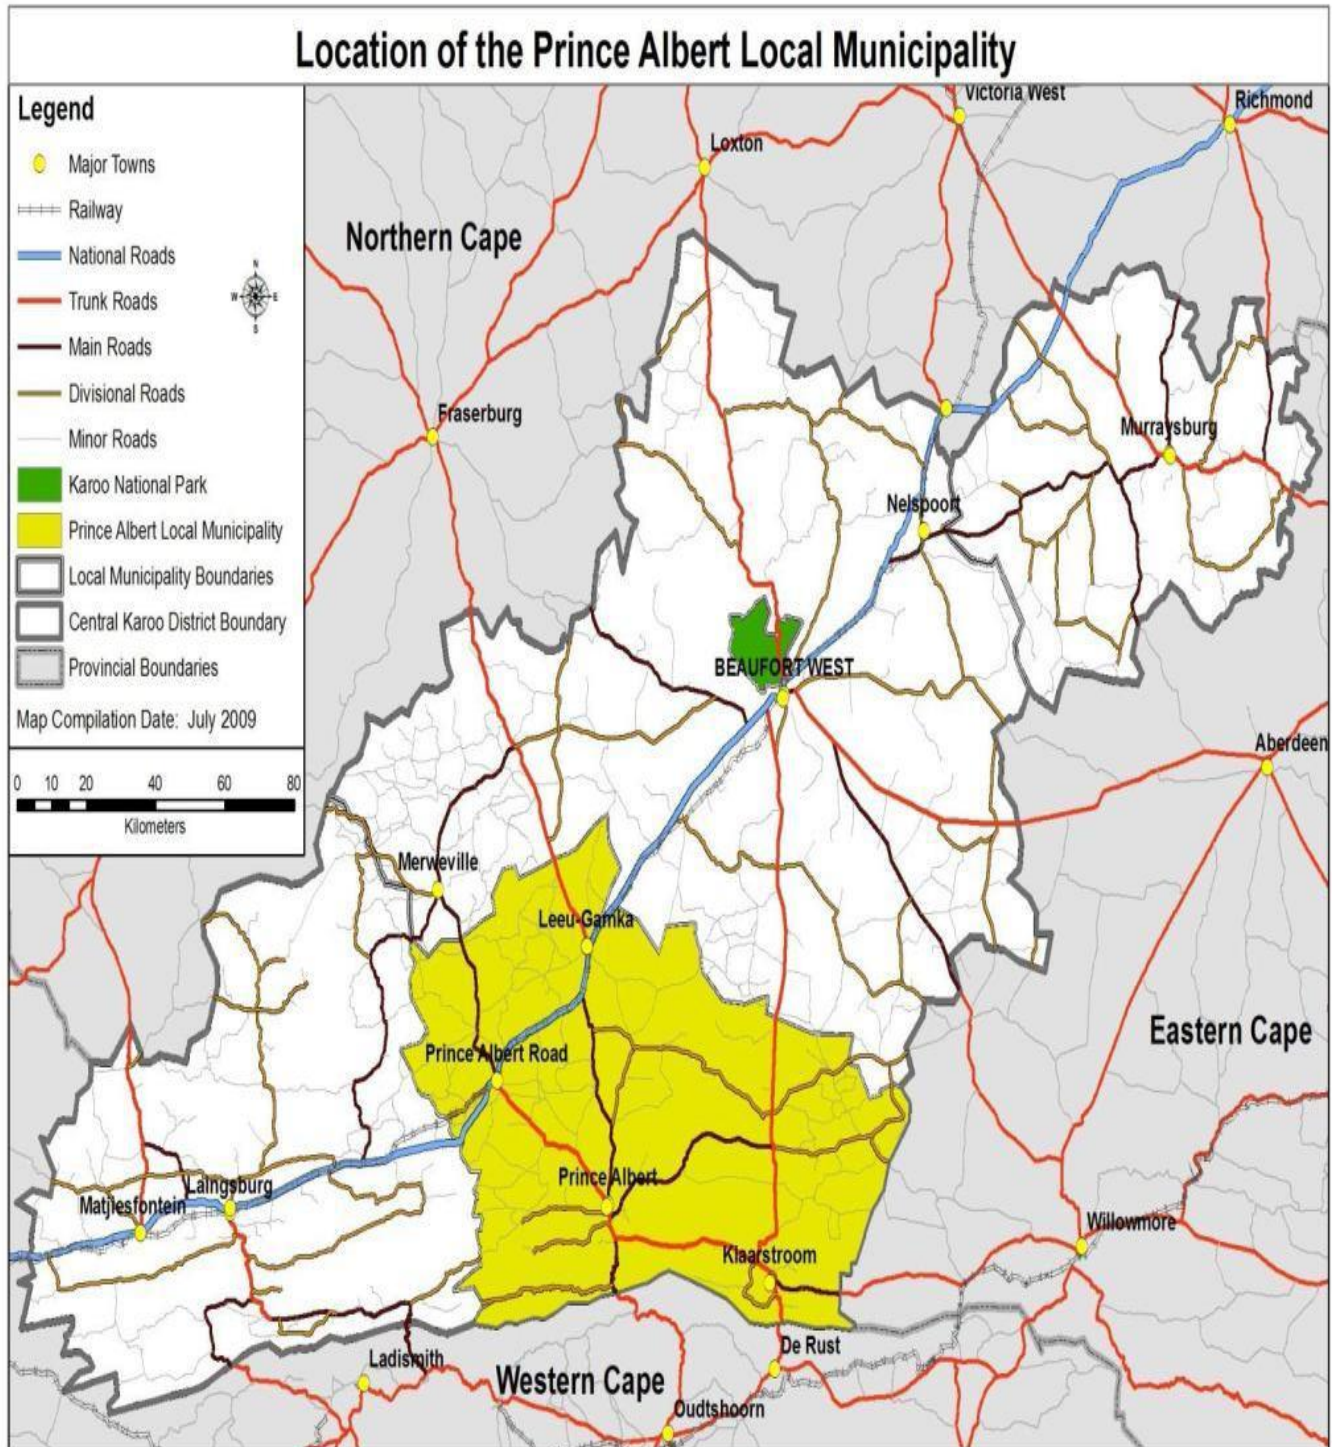 Location of the Prince Albert Local Municipality
Legend
Major Towns
Railway
National Roads
Trunk Roads
Main Roads
Divisional Roads
Minor Roads
Karoo National Park
Prince Albert Local Municipality
Local Municipality Boundaries
Central Karoo District Boundary
Provincial Boundaries
Map Compilation Date: July 2009
N
W E
S
0 10 20 40 60 80
Kilometers
Victoria West
Richmond
Loxton
Northern Cape
Fraserburg
Murraysburg
Nelspoort
BEAUFORT WEST
Aberdeen
Merweville
Leeu-Gamka
Eastern Cape
Prince Albert Road
Prince Albert
Laingsburg
Matjiesfontein
Willowmore
Klaarstroom
De Rust
Ladismith
Western Cape
Oudtshoorn